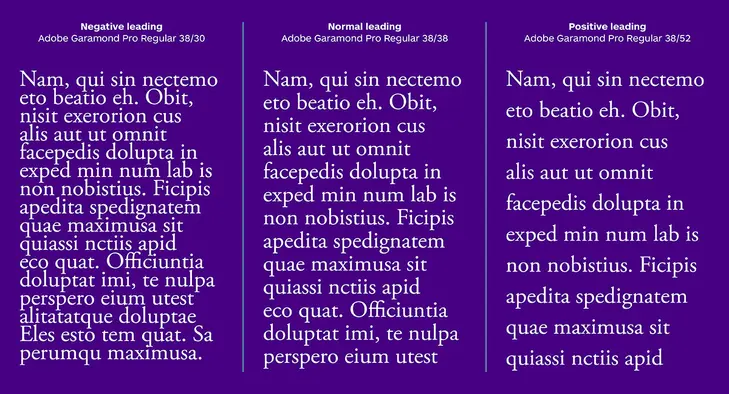 Negative leading
Adobe Garamond Pro Regular 38/30
Nam, qui sin nectemo
eto beatio eh. Obit,
nisit exerorion cus
alis aut ut omnit
facepedis dolupta in
exped min num lab is
non nobistius. Ficipis
apedita spedignatem
quae maximusa sit
quiassi nctiis apid
eco quat. Officiuntia
doluptat imi, te nulpa
perspero eium utest
alitatatque doluptae
Eles esto tem quat. Sa
perumqu maximusa.
Normal leading
Adobe Garamond Pro Regular 38/38
Nam, qui sin nectemo
eto beatio eh. Obit,
nisit exerorion cus
alis aut ut omnit
facepedis dolupta in
exped min num lab is
non nobistius. Ficipis
apedita spedignatem
quae maximusa sit
quiassi nctiis apid
eco quat. Officiuntia
doluptat imi, te nulpa
perspero eium utest
Positive leading
Adobe Garamond Pro Regular 38/52
Nam, qui sin nectemo
eto beatio eh. Obit,
nisit exerorion cus
alis aut ut omnit
facepedis dolupta in
exped min num lab is
non nobistius. Ficipis
apedita spedignatem
quae maximusa sit
quiassi nctiis apid